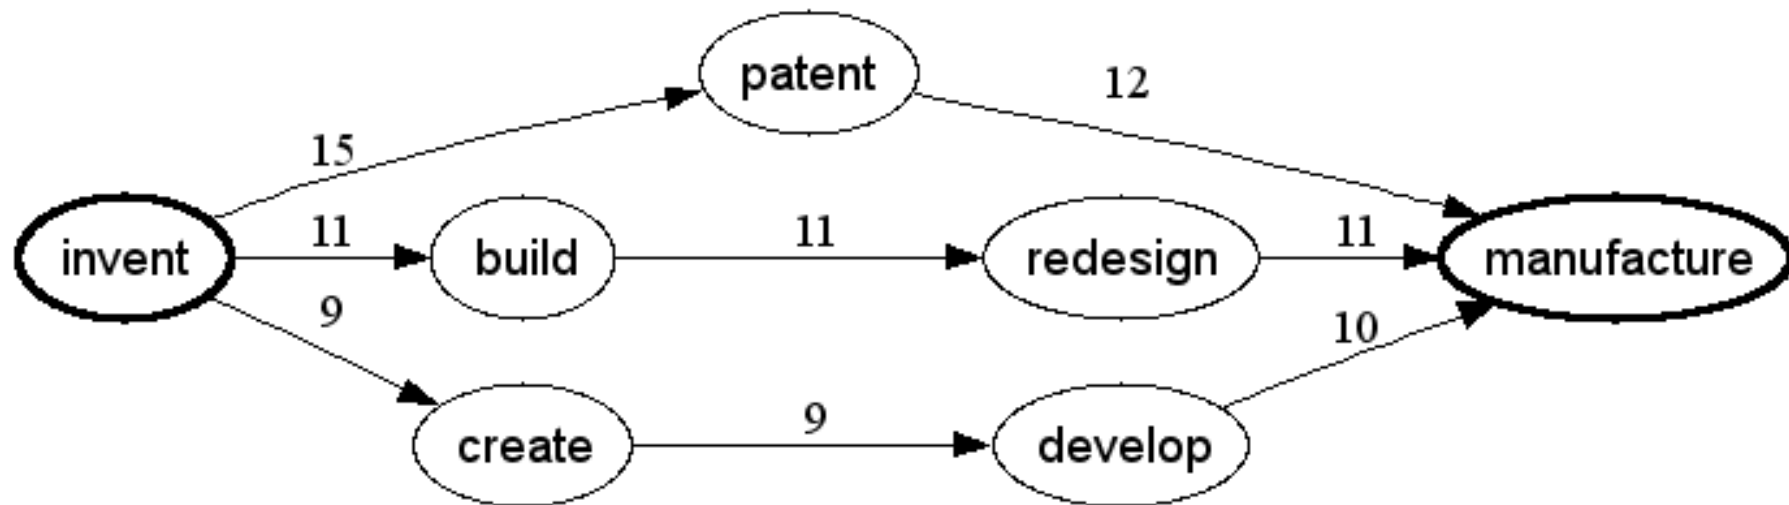 patent
12
15
invent
11
build
11
redesign
11
manufacture
9
10
create
9
develop